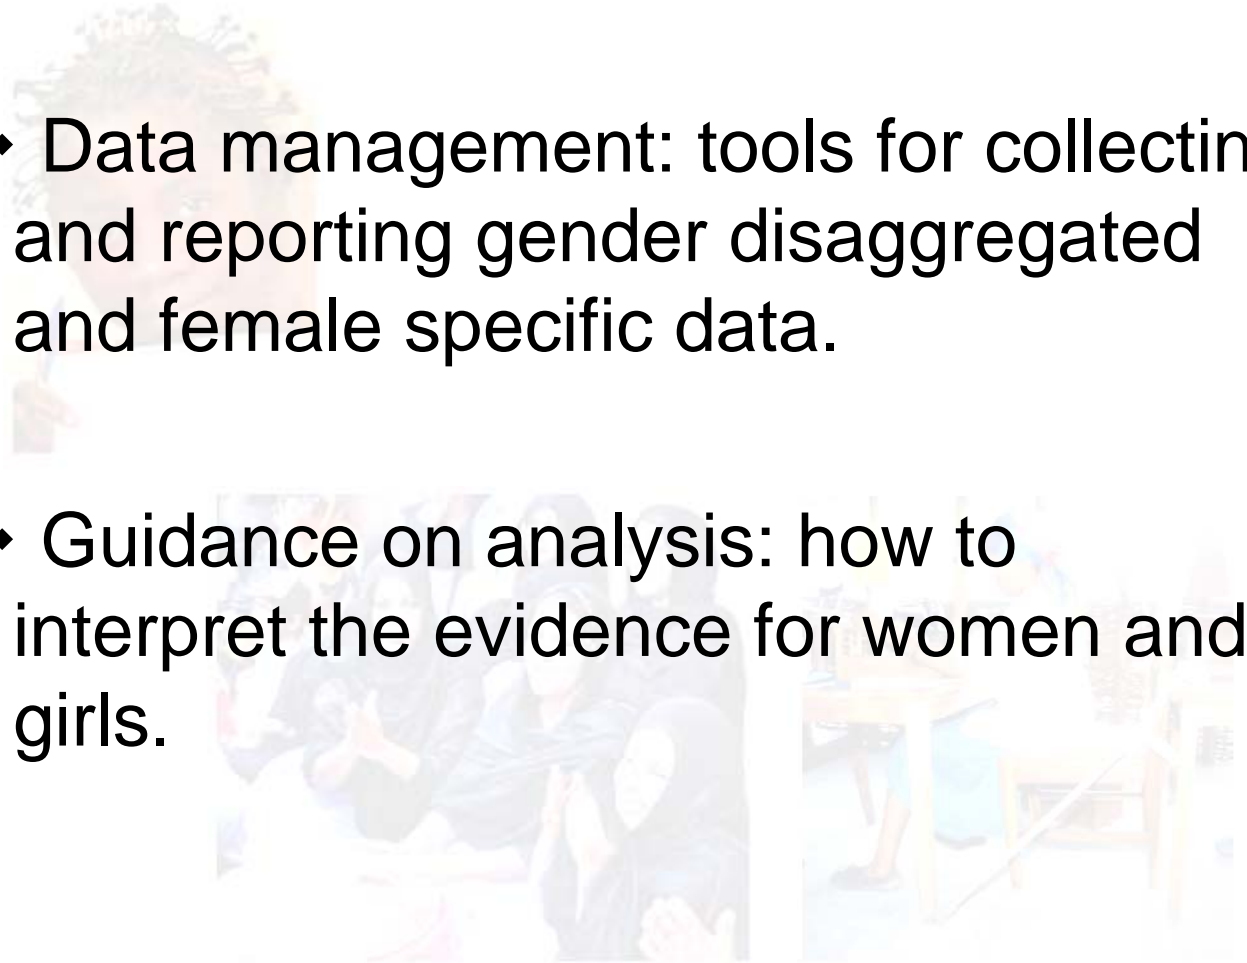 • Data management: tools for collectin
and reporting gender disaggregated
and female specific data.
• Guidance on analysis: how to
interpret the evidence for women and
girls.